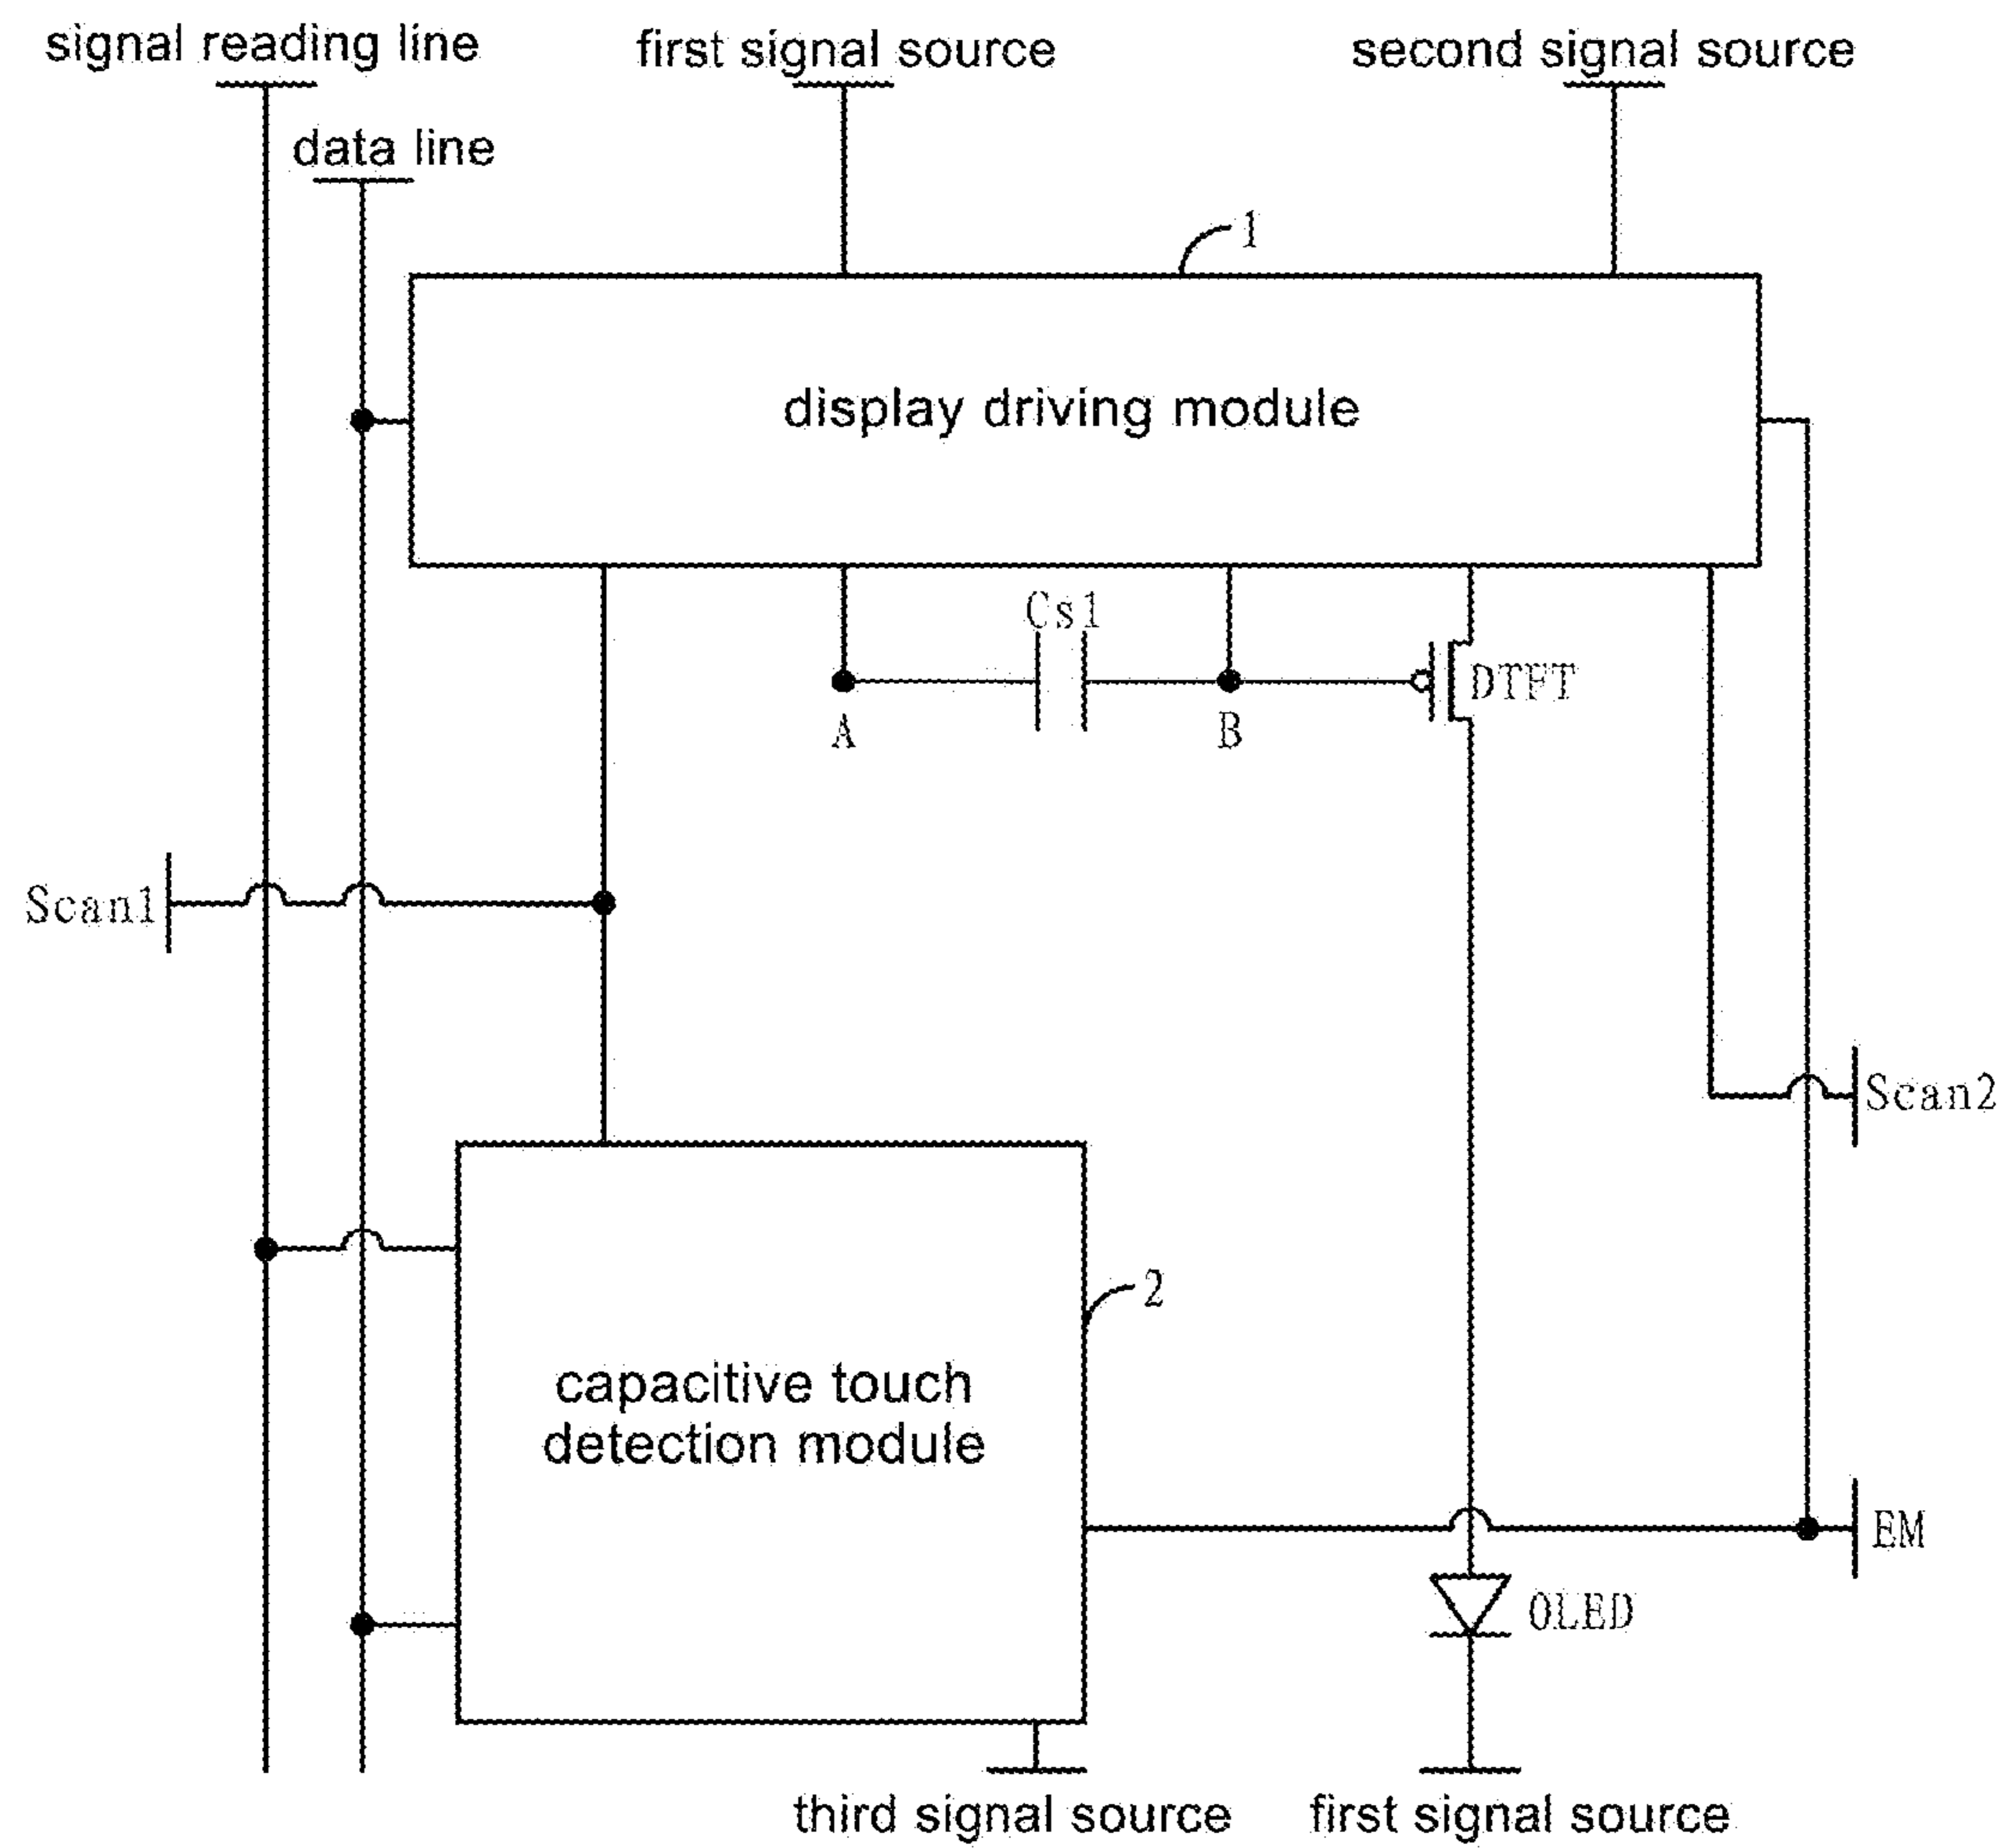 signal reading line
first signal source
second signal source
data line
1
display driving module
Cs1
DTFT
A
B
Scan1
Scan2
2
capacitive touch
detection module
EM
OLED
third signal source
first signal source